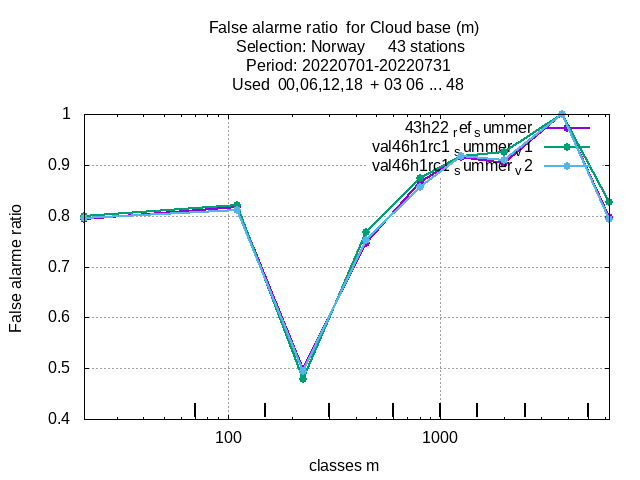 False alarme ratio  for Cloud base (m)
Selection: Norway     43 stations
Period: 20220701-20220731
Used  00,06,12,18  + 03 06 ... 48
43h22 ref summer
val46h1rc1 summer v1
val46h1rc1 summer v2
1
0.9
0.8
0.7
0.6
0.5
0.4
False alarme ratio
100 1000
classes m